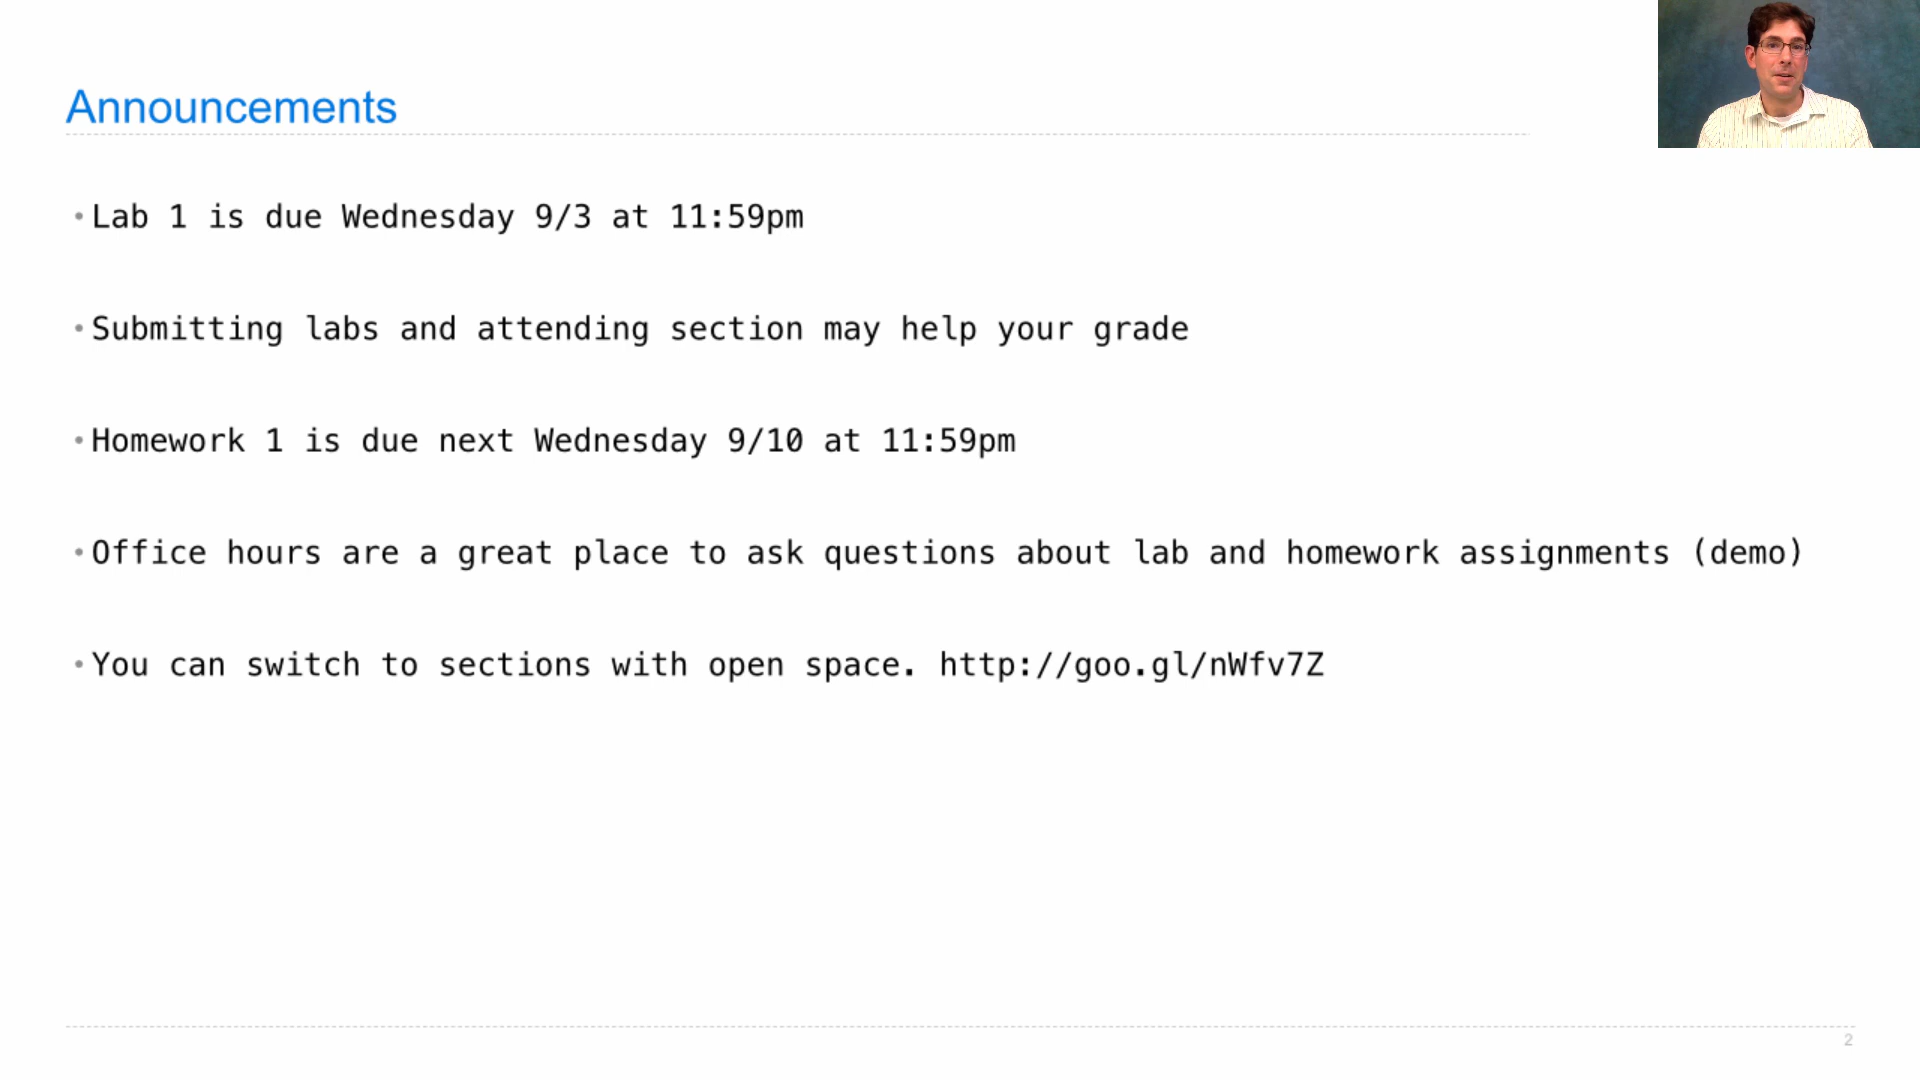 Announcements
•Lab 1 is due Wednesday 9/3 at 11:59pm
•Submitting labs and attending section may help your grade
•Homework 1 is due next Wednesday 9/10 at 11:59pm
•Office hours are a great place to ask questions about lab and homework assignments (demo)
•You can switch to sections with open space. http://goo.gl/nWfv7Z
2